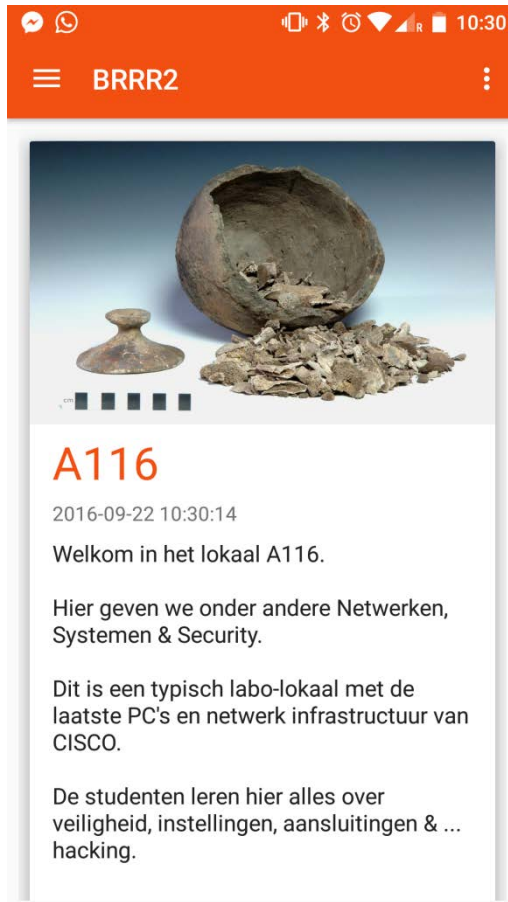 10:30
BRRR2
cm
A116
2016-09-22 10:30:14
Welkom in het lokaal A116.
Hier geven we onder andere Netwerken,
Systemen & Security.
Dit is een typisch labo-lokaal met de
laatste PC's en netwerk infrastructuur van
CISCO.
De studenten leren hier alles over
veiligheid, instellingen, aansluitingen & ...
hacking.